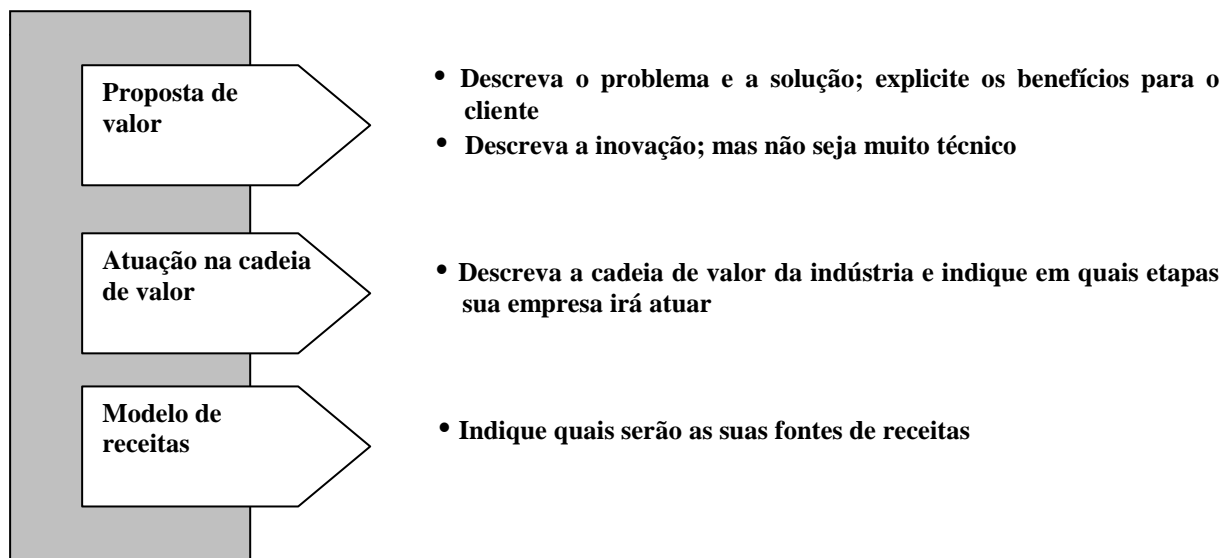 Proposta de
valor
• Descreva o problema e a solução; explicite os benefícios para o
cliente
• Descreva a inovação; mas não seja muito técnico
Atuação na cadeia
de valor
• Descreva a cadeia de valor da indústria e indique em quais etapas
sua empresa irá atuar
Modelo de
receitas
• Indique quais serão as suas fontes de receitas